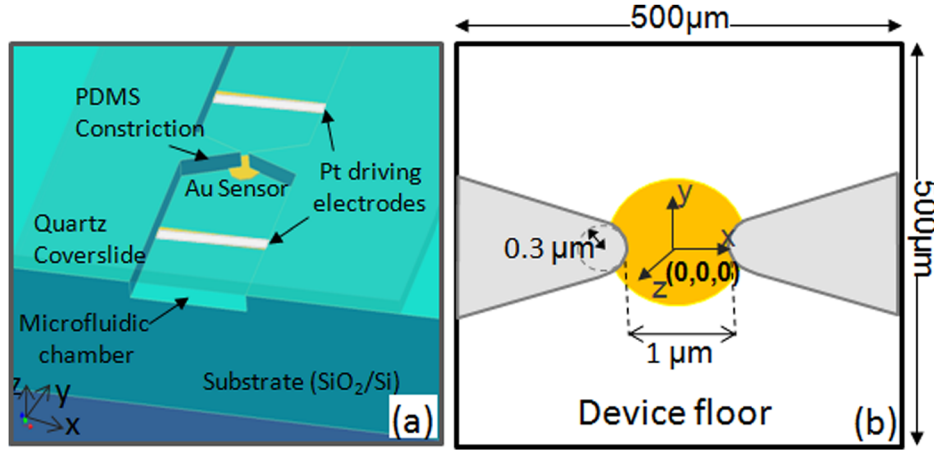 PDMS
Constriction
Au Sensor
Pt driving
electrodes
Quartz
Coverslide
Microfluidic
chamber
Substrate (SiO₂/Si)
z
y
x
(a)
500μm
500μm
y
x
z
(0,0,0)
0.3 μm
1 μm
Device floor
(b)